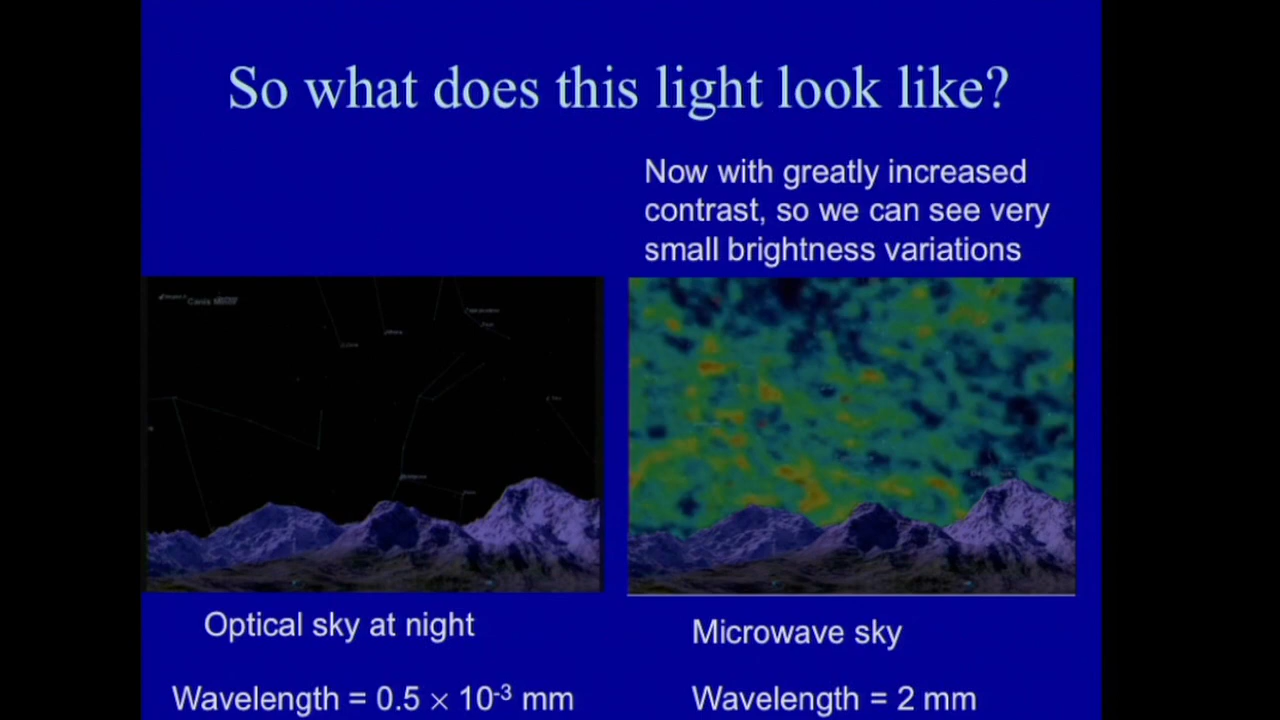 So what does this light look like?
Now with greatly increased
contrast, so we can see very
small brightness variations
Canis
Optical sky at night
Microwave sky
Wavelength = 0.5 × 10⁻³ mm
Wavelength = 2 mm